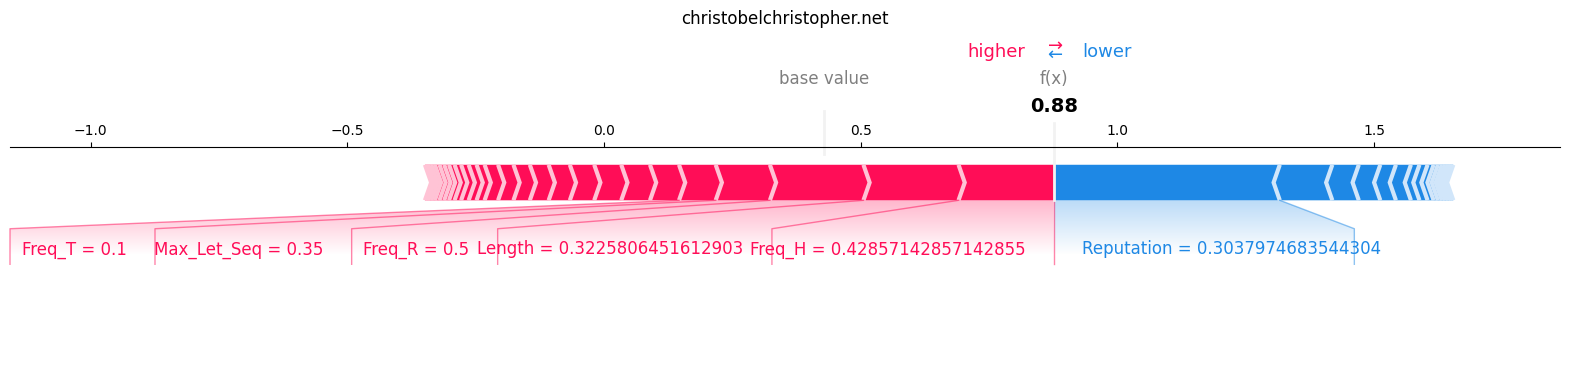 christobelchristopher.net
higher ⇄ lower
base value f(x)
0.88
−1.0 −0.5 0.0 0.5 1.0 1.5
Freq_T = 0.1 Max_Let_Seq = 0.35 Freq_R = 0.5 Length = 0.3225806451612903 Freq_H = 0.42857142857142855 Reputation = 0.3037974683544304